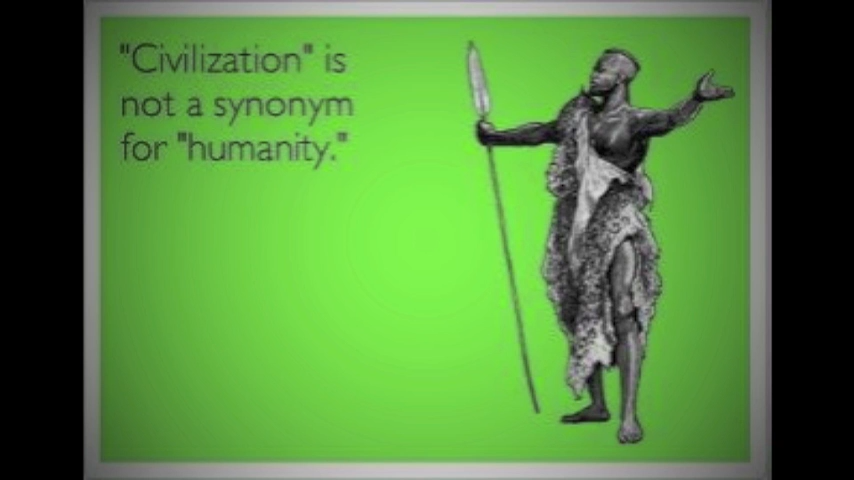 "Civilization" is
not a synonym
for "humanity."